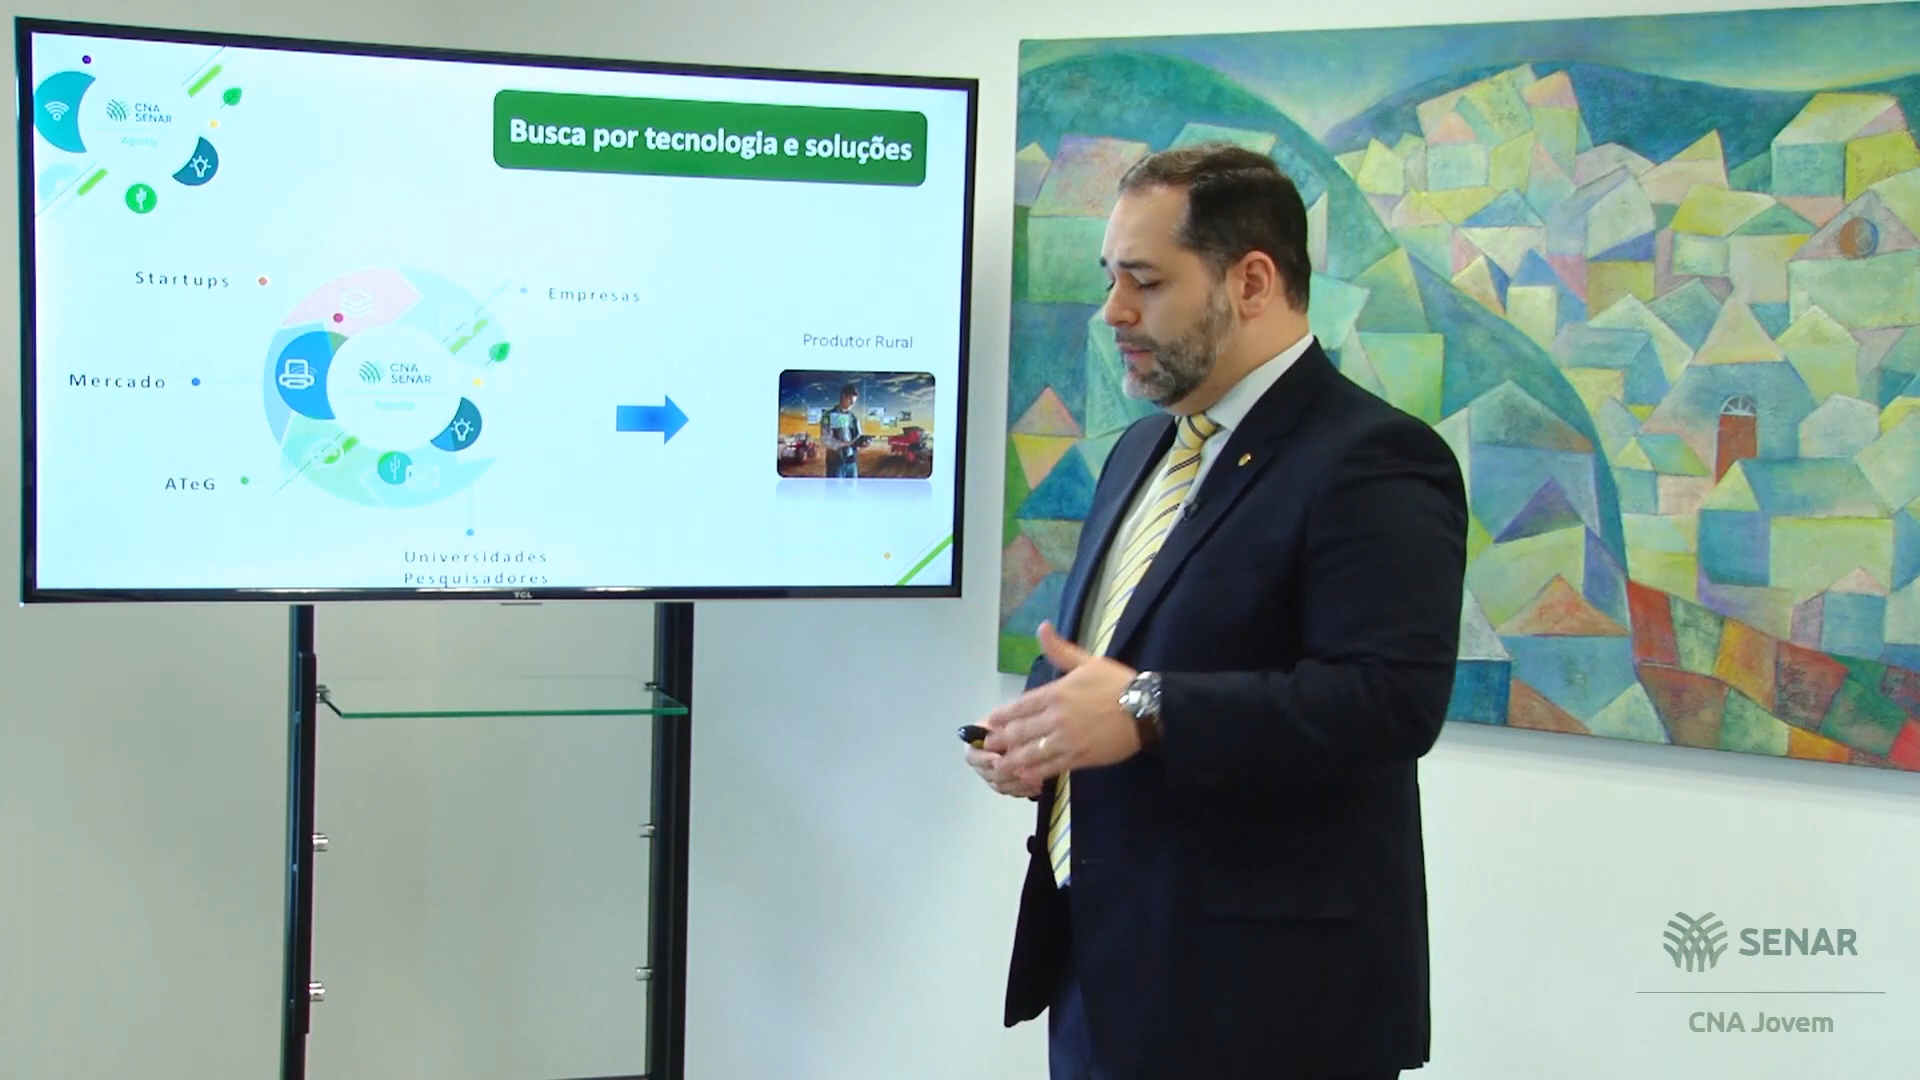 CNA
SENAR
Busca por tecnologia e soluções
Startups
Empresas
Produtor Rural
Mercado
CNA
SENAR
ATeG
Universidades
Pesquisadores
TCL
SENAR
CNA Jovem